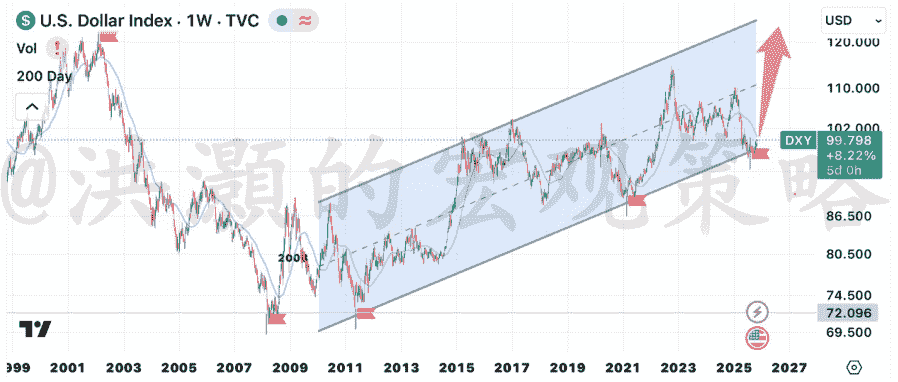 U.S. Dollar Index · 1W · TVC
USD
Vol
200 Day
120.000
110.000
102.000
DXY 99.798
+8.22%
5d 0h
@洪灝的宏观策略
86.500
80.500
2008
74.500
72.096
69.500
1999 2001 2003 2005 2007 2009 2011 2013 2015 2017 2019 2021 2023 2025 2027